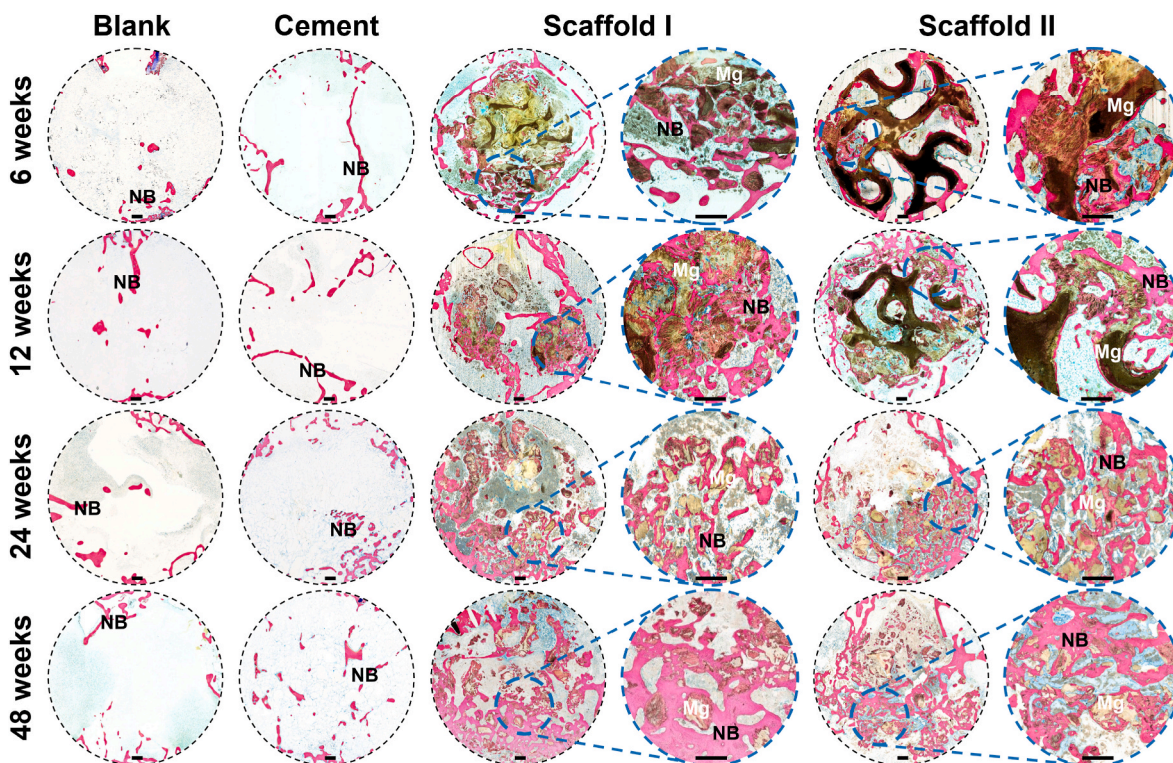 Blank Cement Scaffold I Scaffold II
6 weeks
NB NB NB Mg NB Mg
12 weeks
NB NB Mg NB NB Mg
24 weeks
NB NB Mg NB NB Mg
48 weeks
NB NB Mg NB NB Mg